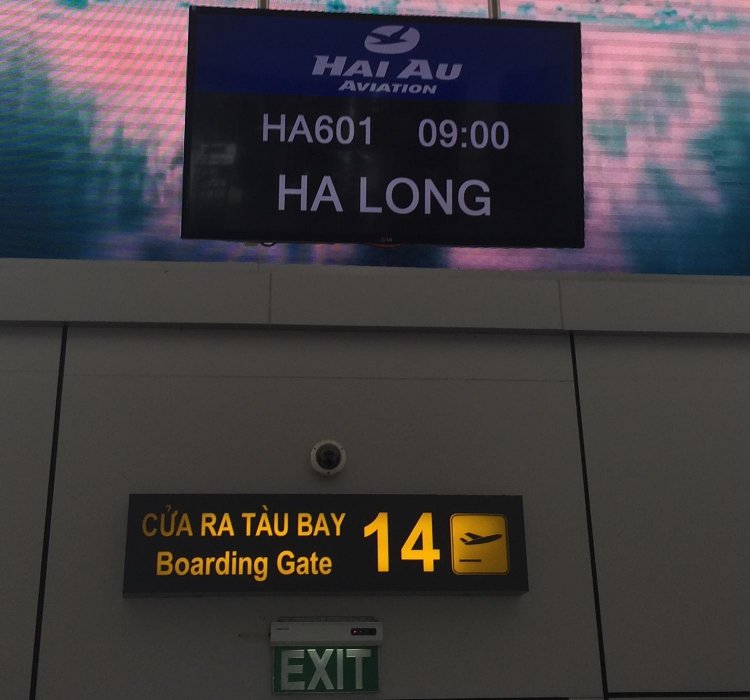 HAI AU
AVIATION
HA601 09:00
HA LONG
CỬA RA TÀU BAY
Boarding Gate
14
EXIT